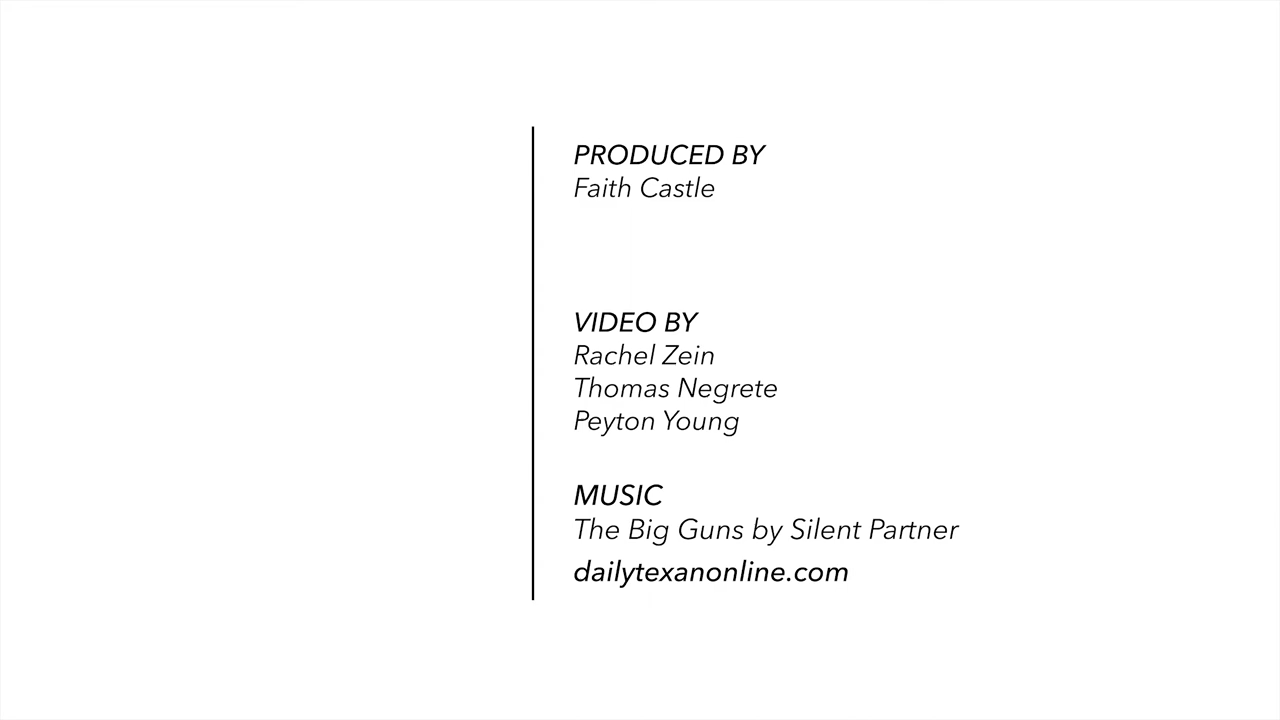 PRODUCED BY
Faith Castle
VIDEO BY
Rachel Zein
Thomas Negrete
Peyton Young
MUSIC
The Big Guns by Silent Partner
dailytexanonline.com